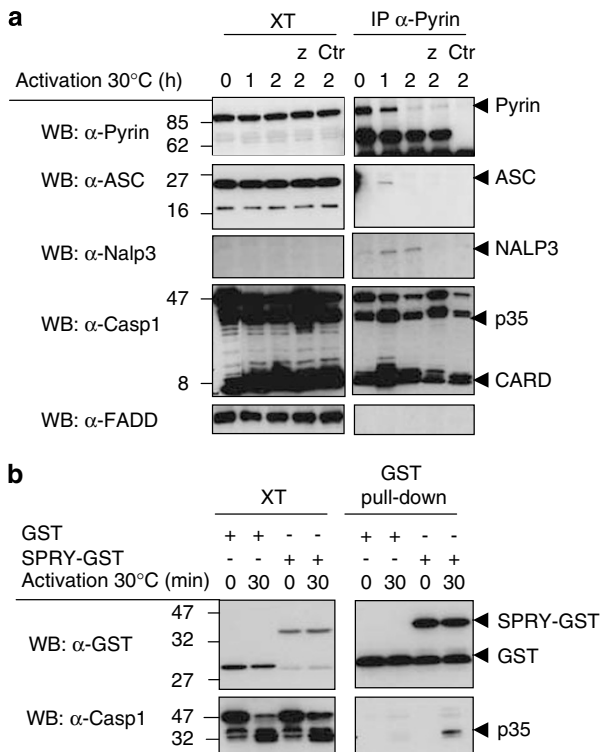 a
XT IP α-Pyrin
z Ctr z Ctr
Activation 30°C (h) 0 1 2 2 2 0 1 2 2 2
WB: α-Pyrin 85 62 Pyrin
WB: α-ASC 27 16 ASC
WB: α-Nalp3 NALP3
WB: α-Casp1 47 8 p35 CARD
WB: α-FADD
b
XT GST pull-down
GST + + - - + + - -
SPRY-GST - - + + - - + +
Activation 30°C (min) 0 30 0 30 0 30 0 30
WB: α-GST 47 32 27 SPRY-GST GST
WB: α-Casp1 47 32 p35